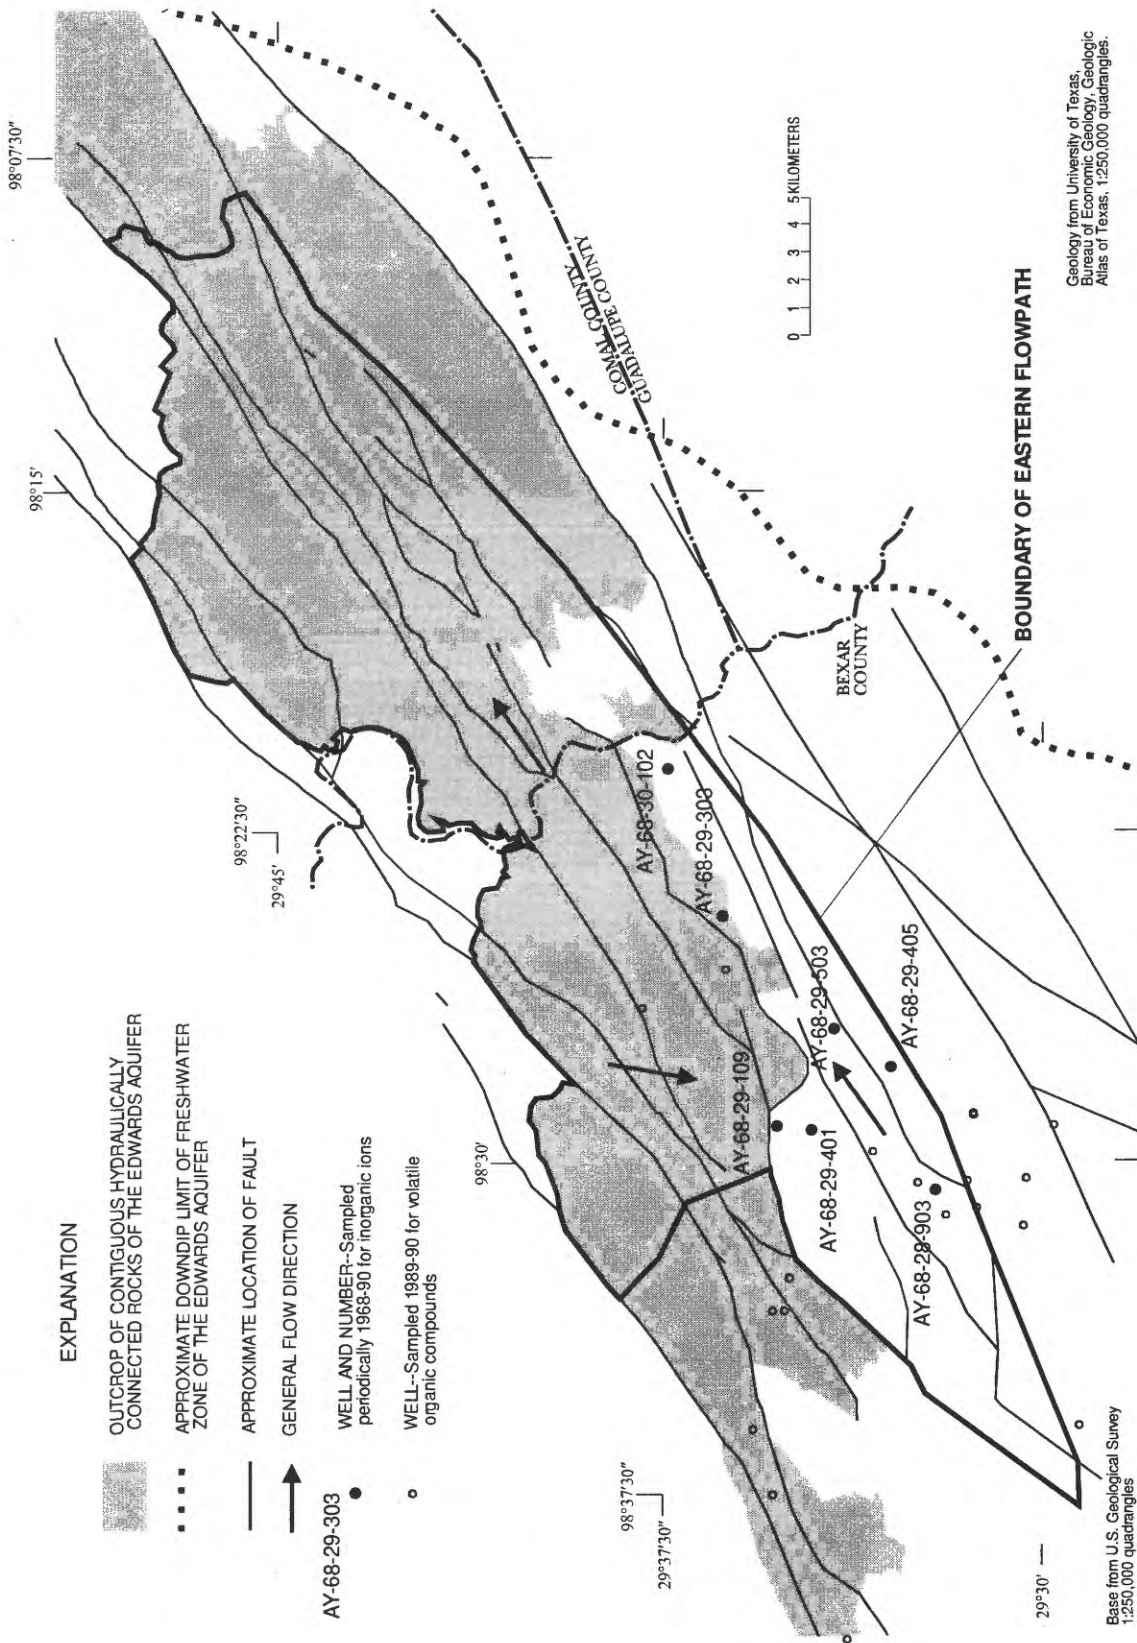 EXPLANATION
OUTCROP OF CONTIGUOUS HYDRAULICALLY
CONNECTED ROCKS OF THE EDWARDS AQUIFER
APPROXIMATE DOWNDIP LIMIT OF FRESHWATER
ZONE OF THE EDWARDS AQUIFER
APPROXIMATE LOCATION OF FAULT
GENERAL FLOW DIRECTION
AY-68-29-303
WELL AND NUMBER--Sampled
periodically 1968-90 for inorganic ions
WELL--Sampled 1989-90 for volatile
organic compounds
98°07'30"
98°15'
98°22'30"
29°45'
98°30'
98°37'30"
29°37'30"
29°30'
COMAL COUNTY
GUADALUPE COUNTY
BEXAR
COUNTY
AY-68-30-102
AY-68-29-303
AY-68-29-109
AY-68-29-503
AY-68-29-401
AY-68-29-405
AY-68-28-903
BOUNDARY OF EASTERN FLOWPATH
0 1 2 3 4 5 KILOMETERS
Base from U.S. Geological Survey
1:250,000 quadrangles
Geology from University of Texas,
Bureau of Economic Geology, Geologic
Atlas of Texas, 1:250,000 quadrangles.